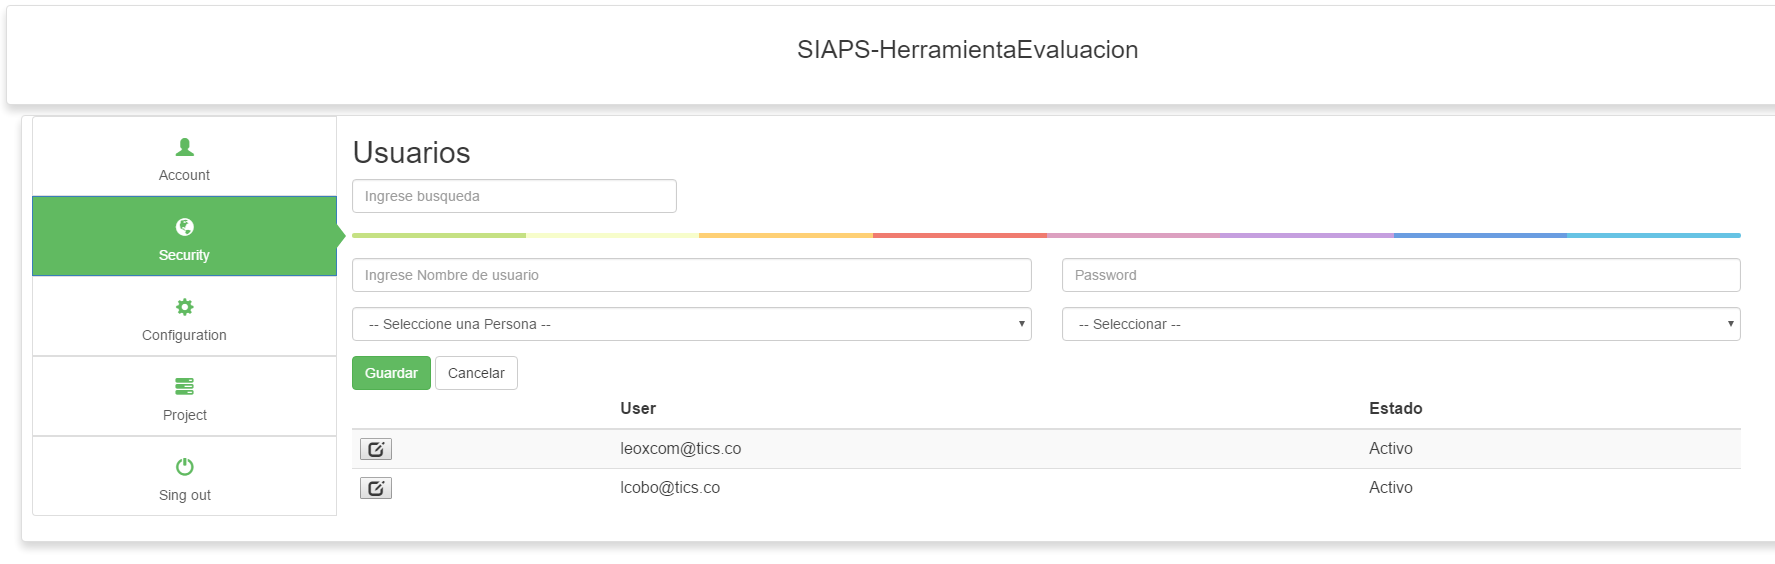 SIAPS-HerramientaEvaluacion
Account
Security
Configuration
Project
Sing out
Usuarios
Ingrese busqueda
Ingrese Nombre de usuario
Password
-- Seleccione una Persona --
-- Seleccionar --
Guardar Cancelar
User Estado
leoxcom@tics.co Activo
lcobo@tics.co Activo